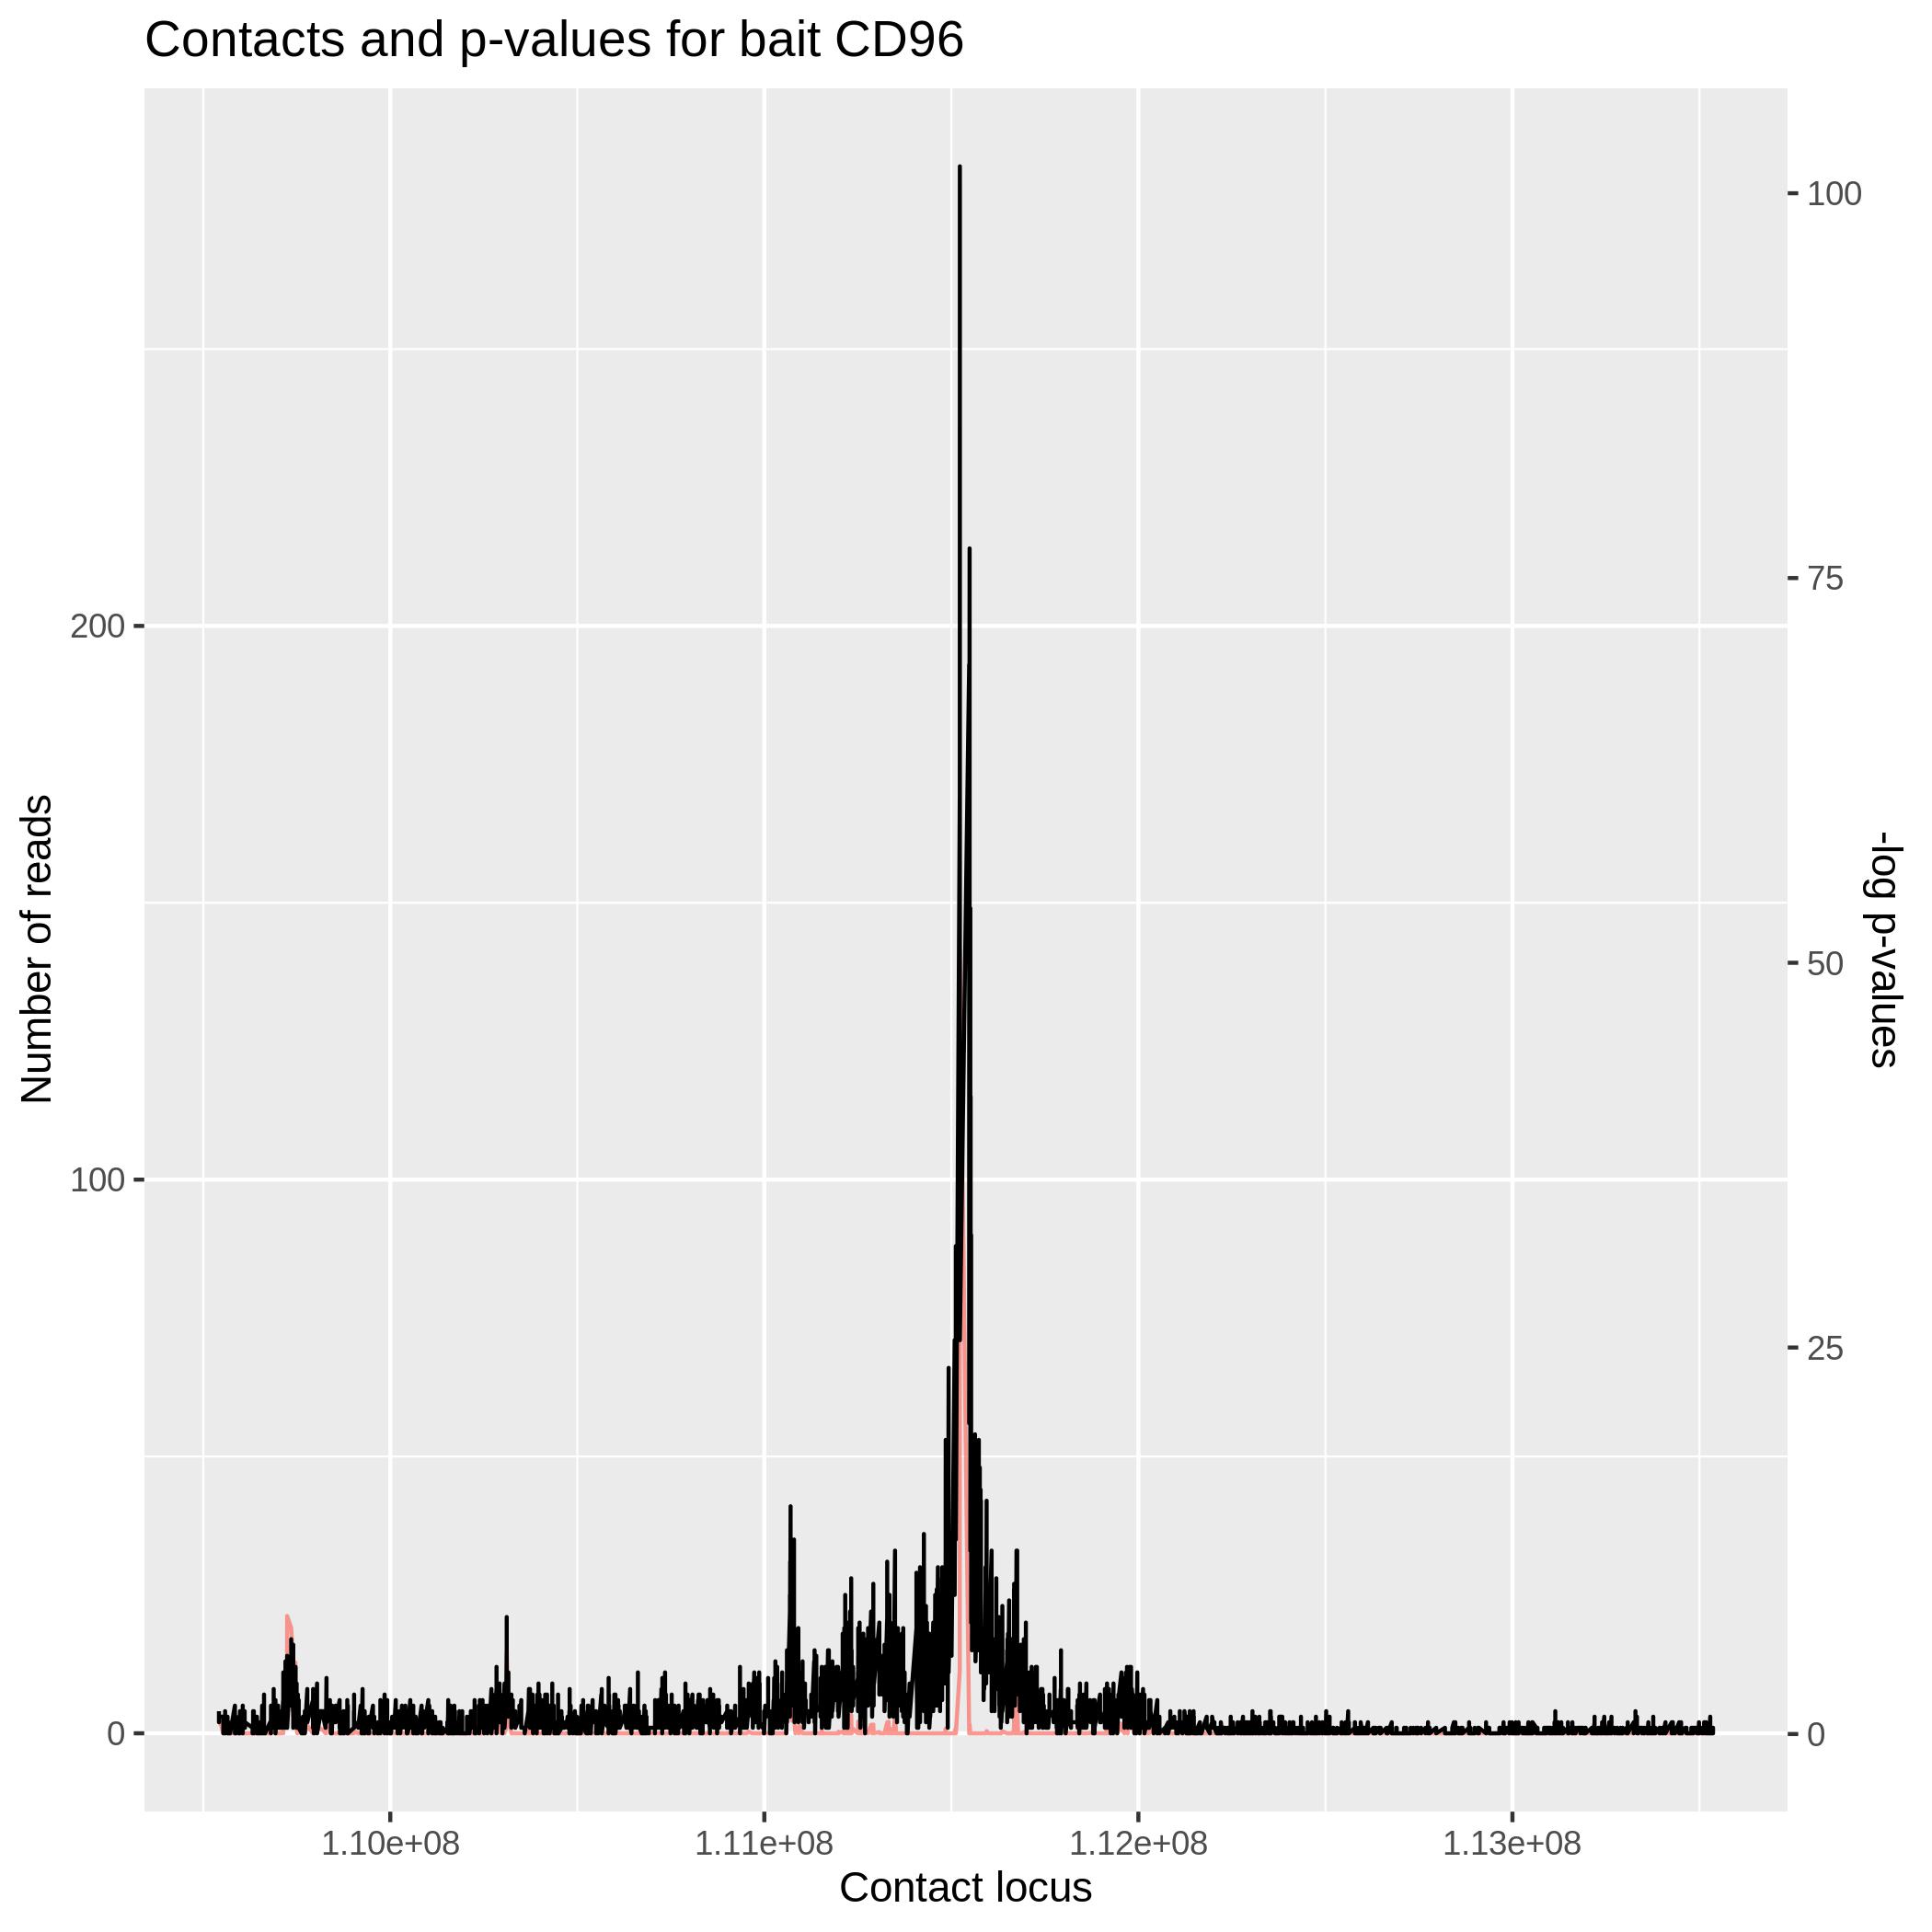 Contacts and p-values for bait CD96
Number of reads
200
100
0
100
75
50
25
0
-log p-values
1.10e+08
1.11e+08
1.12e+08
1.13e+08
Contact locus